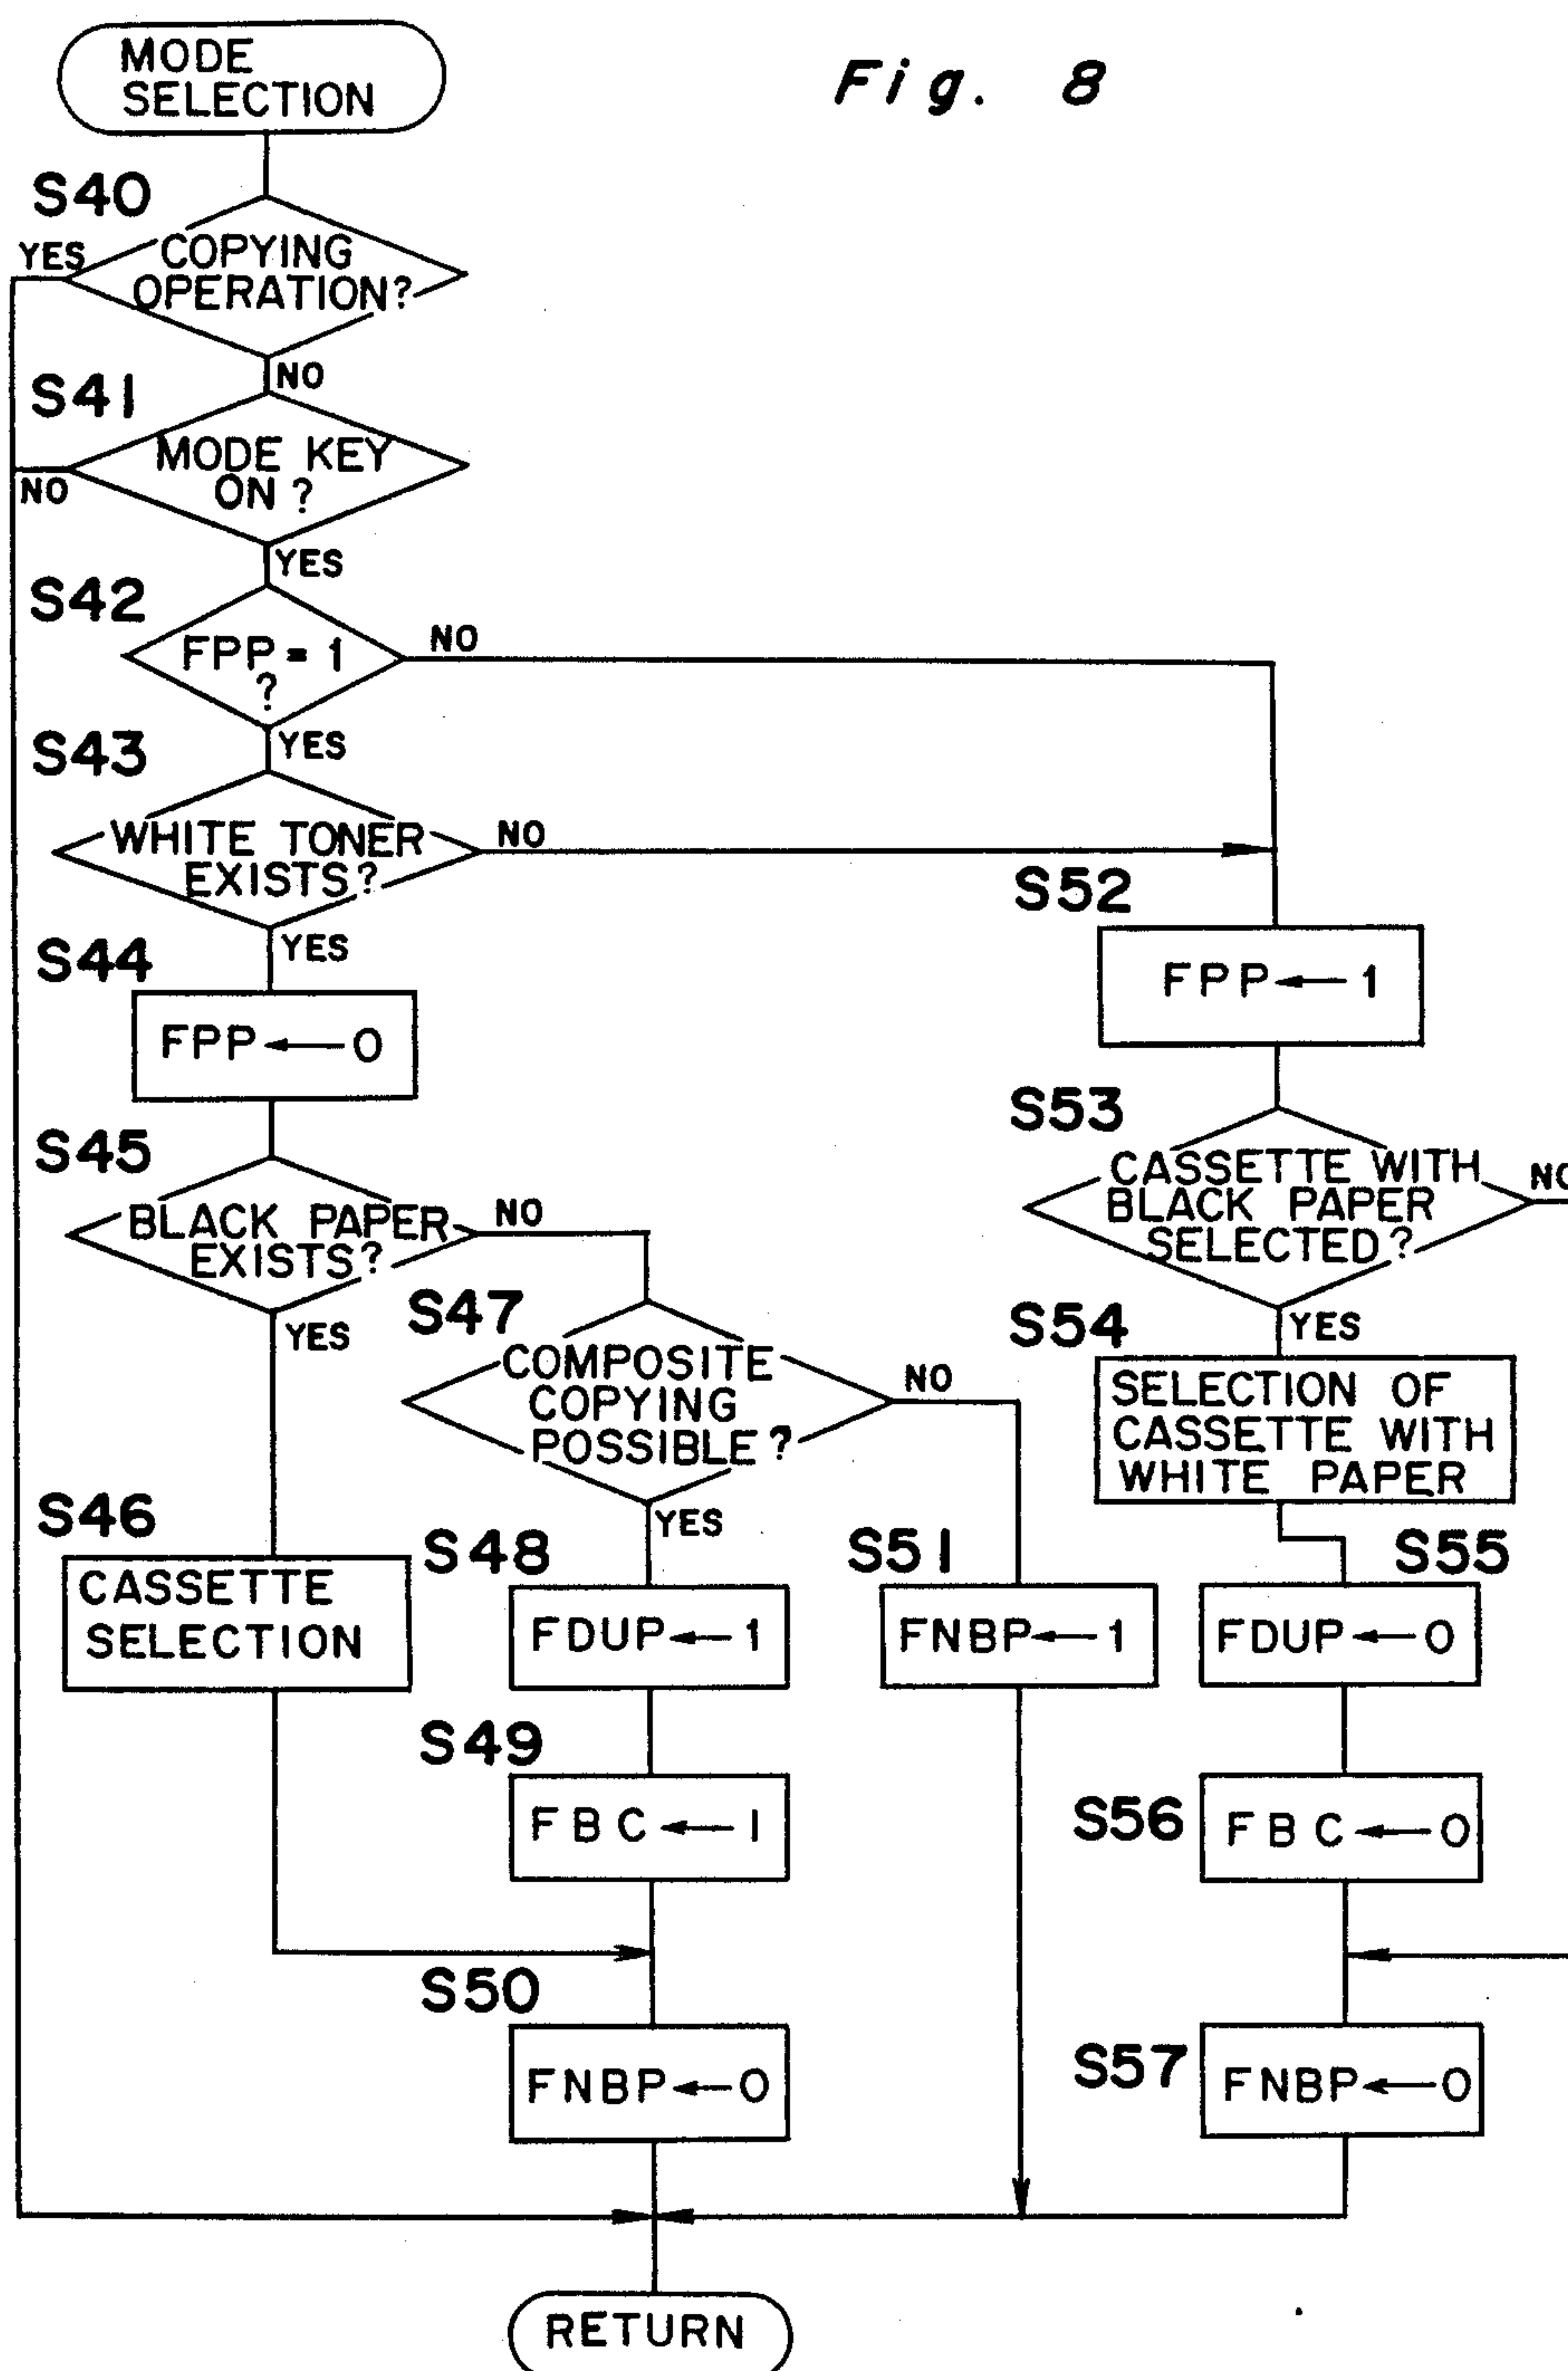 Fig. 8
MODE
SELECTION
S40
YES
COPYING
OPERATION?
NO
S41
MODE KEY
ON?
NO
YES
S42
FPP = 1
?
NO
YES
S43
WHITE TONER
EXISTS?
NO
YES
S44
FPP ← 0
S45
BLACK PAPER
EXISTS?
NO
YES
S46
CASSETTE
SELECTION
S47
COMPOSITE
COPYING
POSSIBLE?
NO
YES
S48
FDUP ← 1
S49
FBC ← 1
S50
FNBP ← 0
S51
FNBP ← 1
S52
FPP ← 1
S53
CASSETTE WITH
BLACK PAPER
SELECTED?
NO
YES
S54
SELECTION OF
CASSETTE WITH
WHITE PAPER
S55
FDUP ← 0
S56
FBC ← 0
S57
FNBP ← 0
RETURN